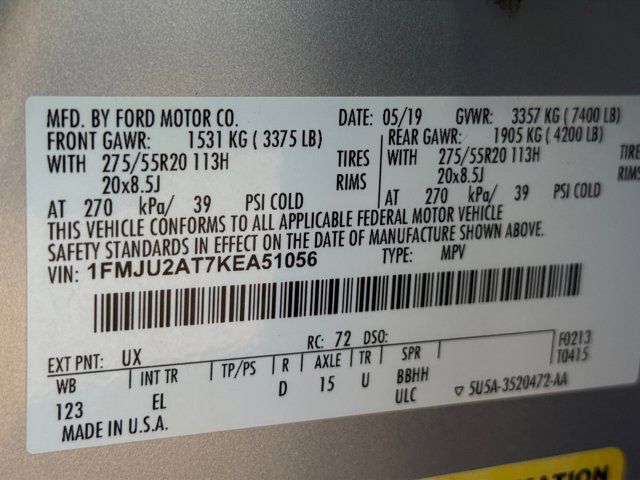 MFD. BY FORD MOTOR CO. DATE: 05/19 GVWR: 3357 KG ( 7400 LB)
FRONT GAWR: 1531 KG ( 3375 LB) REAR GAWR: 1905 KG ( 4200 LB)
WITH 275/55R20 113H TIRES WITH 275/55R20 113H TIRE
20x8.5J RIMS 20x8.5J RIMS
AT 270 kPa/ 39 PSI COLD AT 270 kPa/ 39 PSI COLD
THIS VEHICLE CONFORMS TO ALL APPLICABLE FEDERAL MOTOR VEHICLE
SAFETY STANDARDS IN EFFECT ON THE DATE OF MANUFACTURE SHOWN ABOVE.
VIN: 1FMJU2AT7KEA51056 TYPE: MPV
RC: 72 DSO: F0213
EXT PNT: UX T0415
WB INT TR TP/PS R AXLE TR SPR
123 EL D 15 U BBHH
ULC ▽ 5U5A-3520472-AA
MADE IN U.S.A.